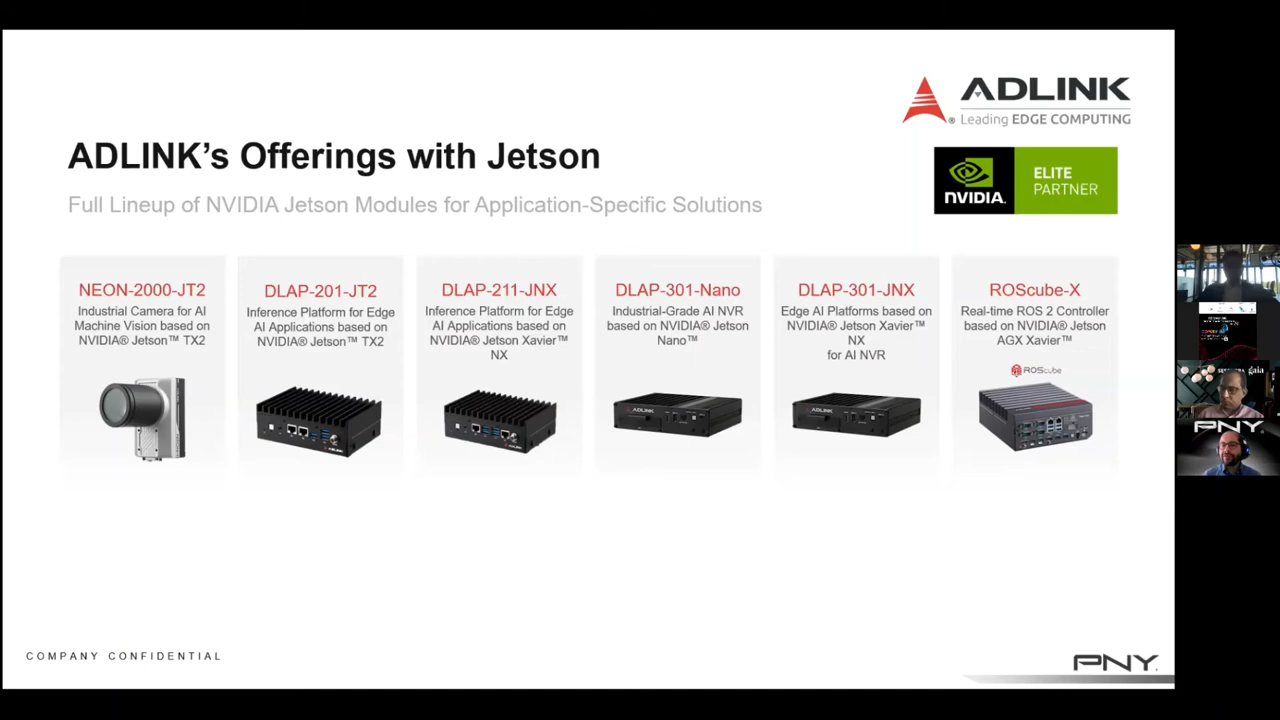 ADLINK
Leading EDGE COMPUTING
ADLINK's Offerings with Jetson
Full Lineup of NVIDIA Jetson Modules for Application-Specific Solutions
NVIDIA.
ELITE
PARTNER
NEON-2000-JT2
Industrial Camera for AI
Machine Vision based on
NVIDIA® Jetson™ TX2
DLAP-201-JT2
Inference Platform for Edge
AI Applications based on
NVIDIA® Jetson™ TX2
DLAP-211-JNX
Inference Platform for Edge
AI Applications based on
NVIDIA® Jetson Xavier™
NX
DLAP-301-Nano
Industrial-Grade AI NVR
based on NVIDIA® Jetson
Nano™
ADLINK
DLAP-301-JNX
Edge AI Platforms based on
NVIDIA® Jetson Xavier™
NX
for AI NVR
ADLINK
ROScube-X
Real-time ROS 2 Controller
based on NVIDIA® Jetson
AGX Xavier™
ROScube
COMPANY CONFIDENTIAL
PNY
gaia
PNY